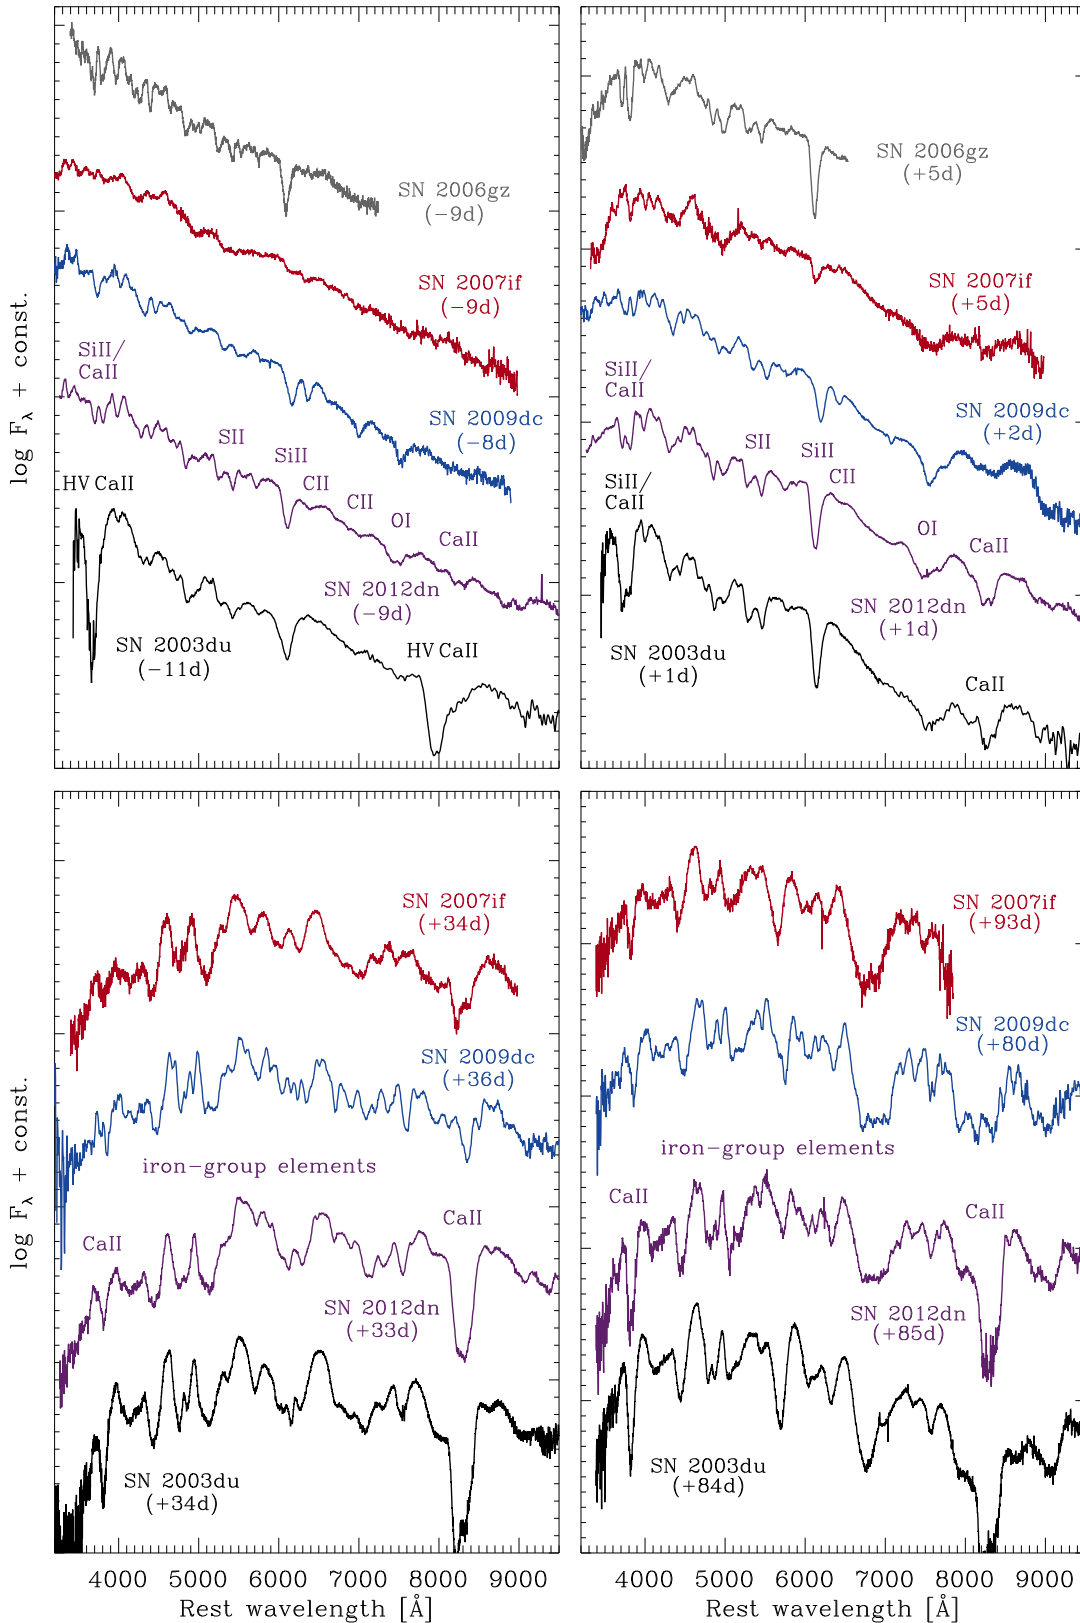 log F_λ + const.
SN 2006gz
(−9d)
SN 2007if
(−9d)
SN 2009dc
(−8d)
SiII/
CaII
SII
SiII
CII
CII
OI
CaII
HV CaII
SN 2012dn
(−9d)
SN 2003du
(−11d)
HV CaII
SN 2006gz
(+5d)
SN 2007if
(+5d)
SN 2009dc
(+2d)
SiII/
CaII
SII
SiII
CII
OI
CaII
SiII/
CaII
SN 2012dn
(+1d)
SN 2003du
(+1d)
CaII
log F_λ + const.
SN 2007if
(+34d)
SN 2009dc
(+36d)
iron−group elements
CaII
CaII
SN 2012dn
(+33d)
SN 2003du
(+34d)
4000 5000 6000 7000 8000 9000
Rest wavelength [Å]
SN 2007if
(+93d)
SN 2009dc
(+80d)
iron−group elements
CaII
CaII
SN 2012dn
(+85d)
SN 2003du
(+84d)
4000 5000 6000 7000 8000 9000
Rest wavelength [Å]